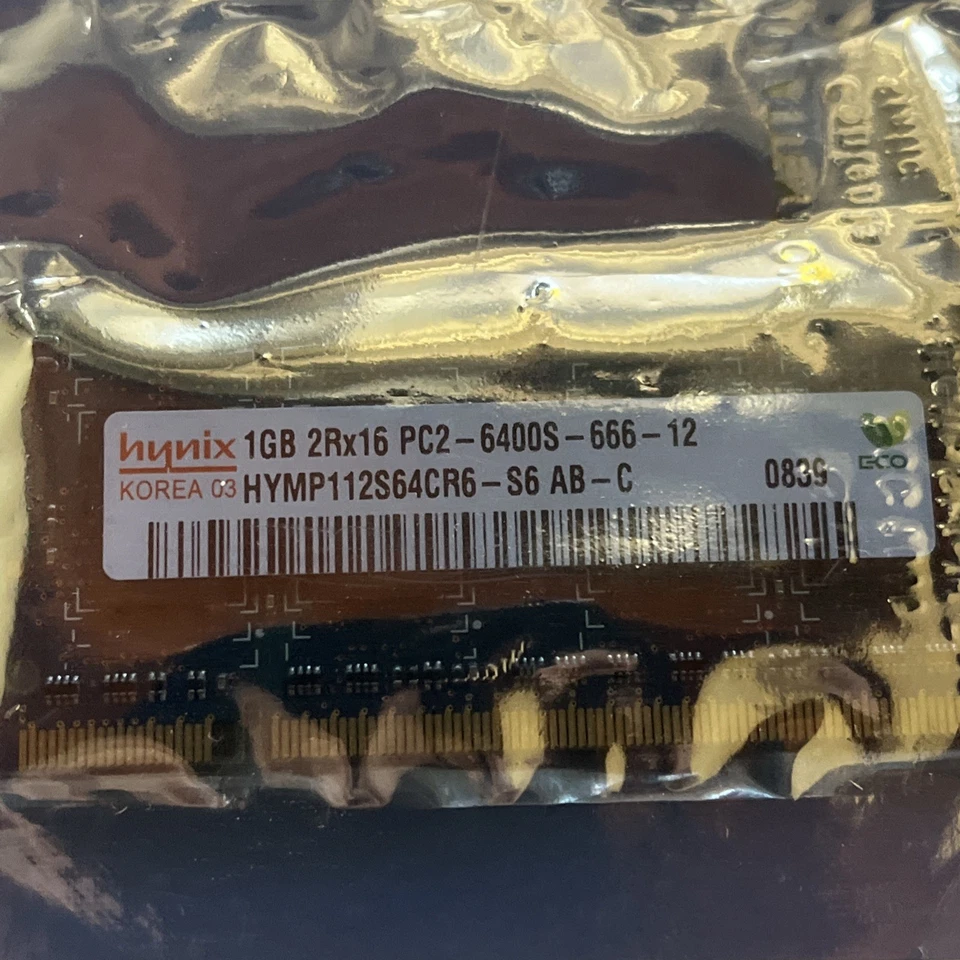 hynix 1GB 2Rx16 PC2-6400S-666-12
KOREA 03 HYMP112S64CR6-S6 AB-C 0839
ECO